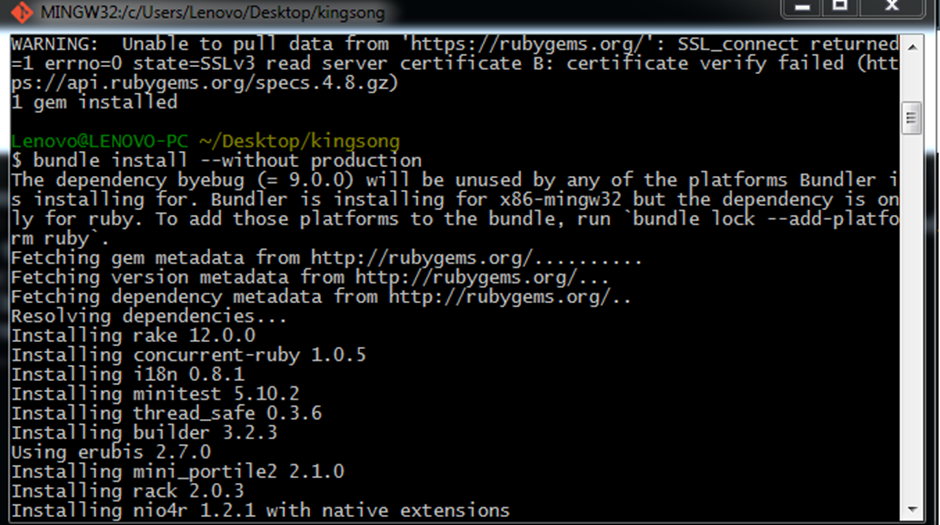 MINGW32:/c/Users/Lenovo/Desktop/kingsong
WARNING:  Unable to pull data from 'https://rubygems.org/': SSL_connect returned
=1 errno=0 state=SSLv3 read server certificate B: certificate verify failed (htt
ps://api.rubygems.org/specs.4.8.gz)
1 gem installed
Lenovo@LENOVO-PC ~/Desktop/kingsong
$ bundle install --without production
The dependency byebug (= 9.0.0) will be unused by any of the platforms Bundler i
s installing for. Bundler is installing for x86-mingw32 but the dependency is on
ly for ruby. To add those platforms to the bundle, run `bundle lock --add-platfo
rm ruby`.
Fetching gem metadata from http://rubygems.org/..........
Fetching version metadata from http://rubygems.org/...
Fetching dependency metadata from http://rubygems.org/..
Resolving dependencies...
Installing rake 12.0.0
Installing concurrent-ruby 1.0.5
Installing i18n 0.8.1
Installing minitest 5.10.2
Installing thread_safe 0.3.6
Installing builder 3.2.3
Using erubis 2.7.0
Installing mini_portile2 2.1.0
Installing rack 2.0.3
Installing nio4r 1.2.1 with native extensions